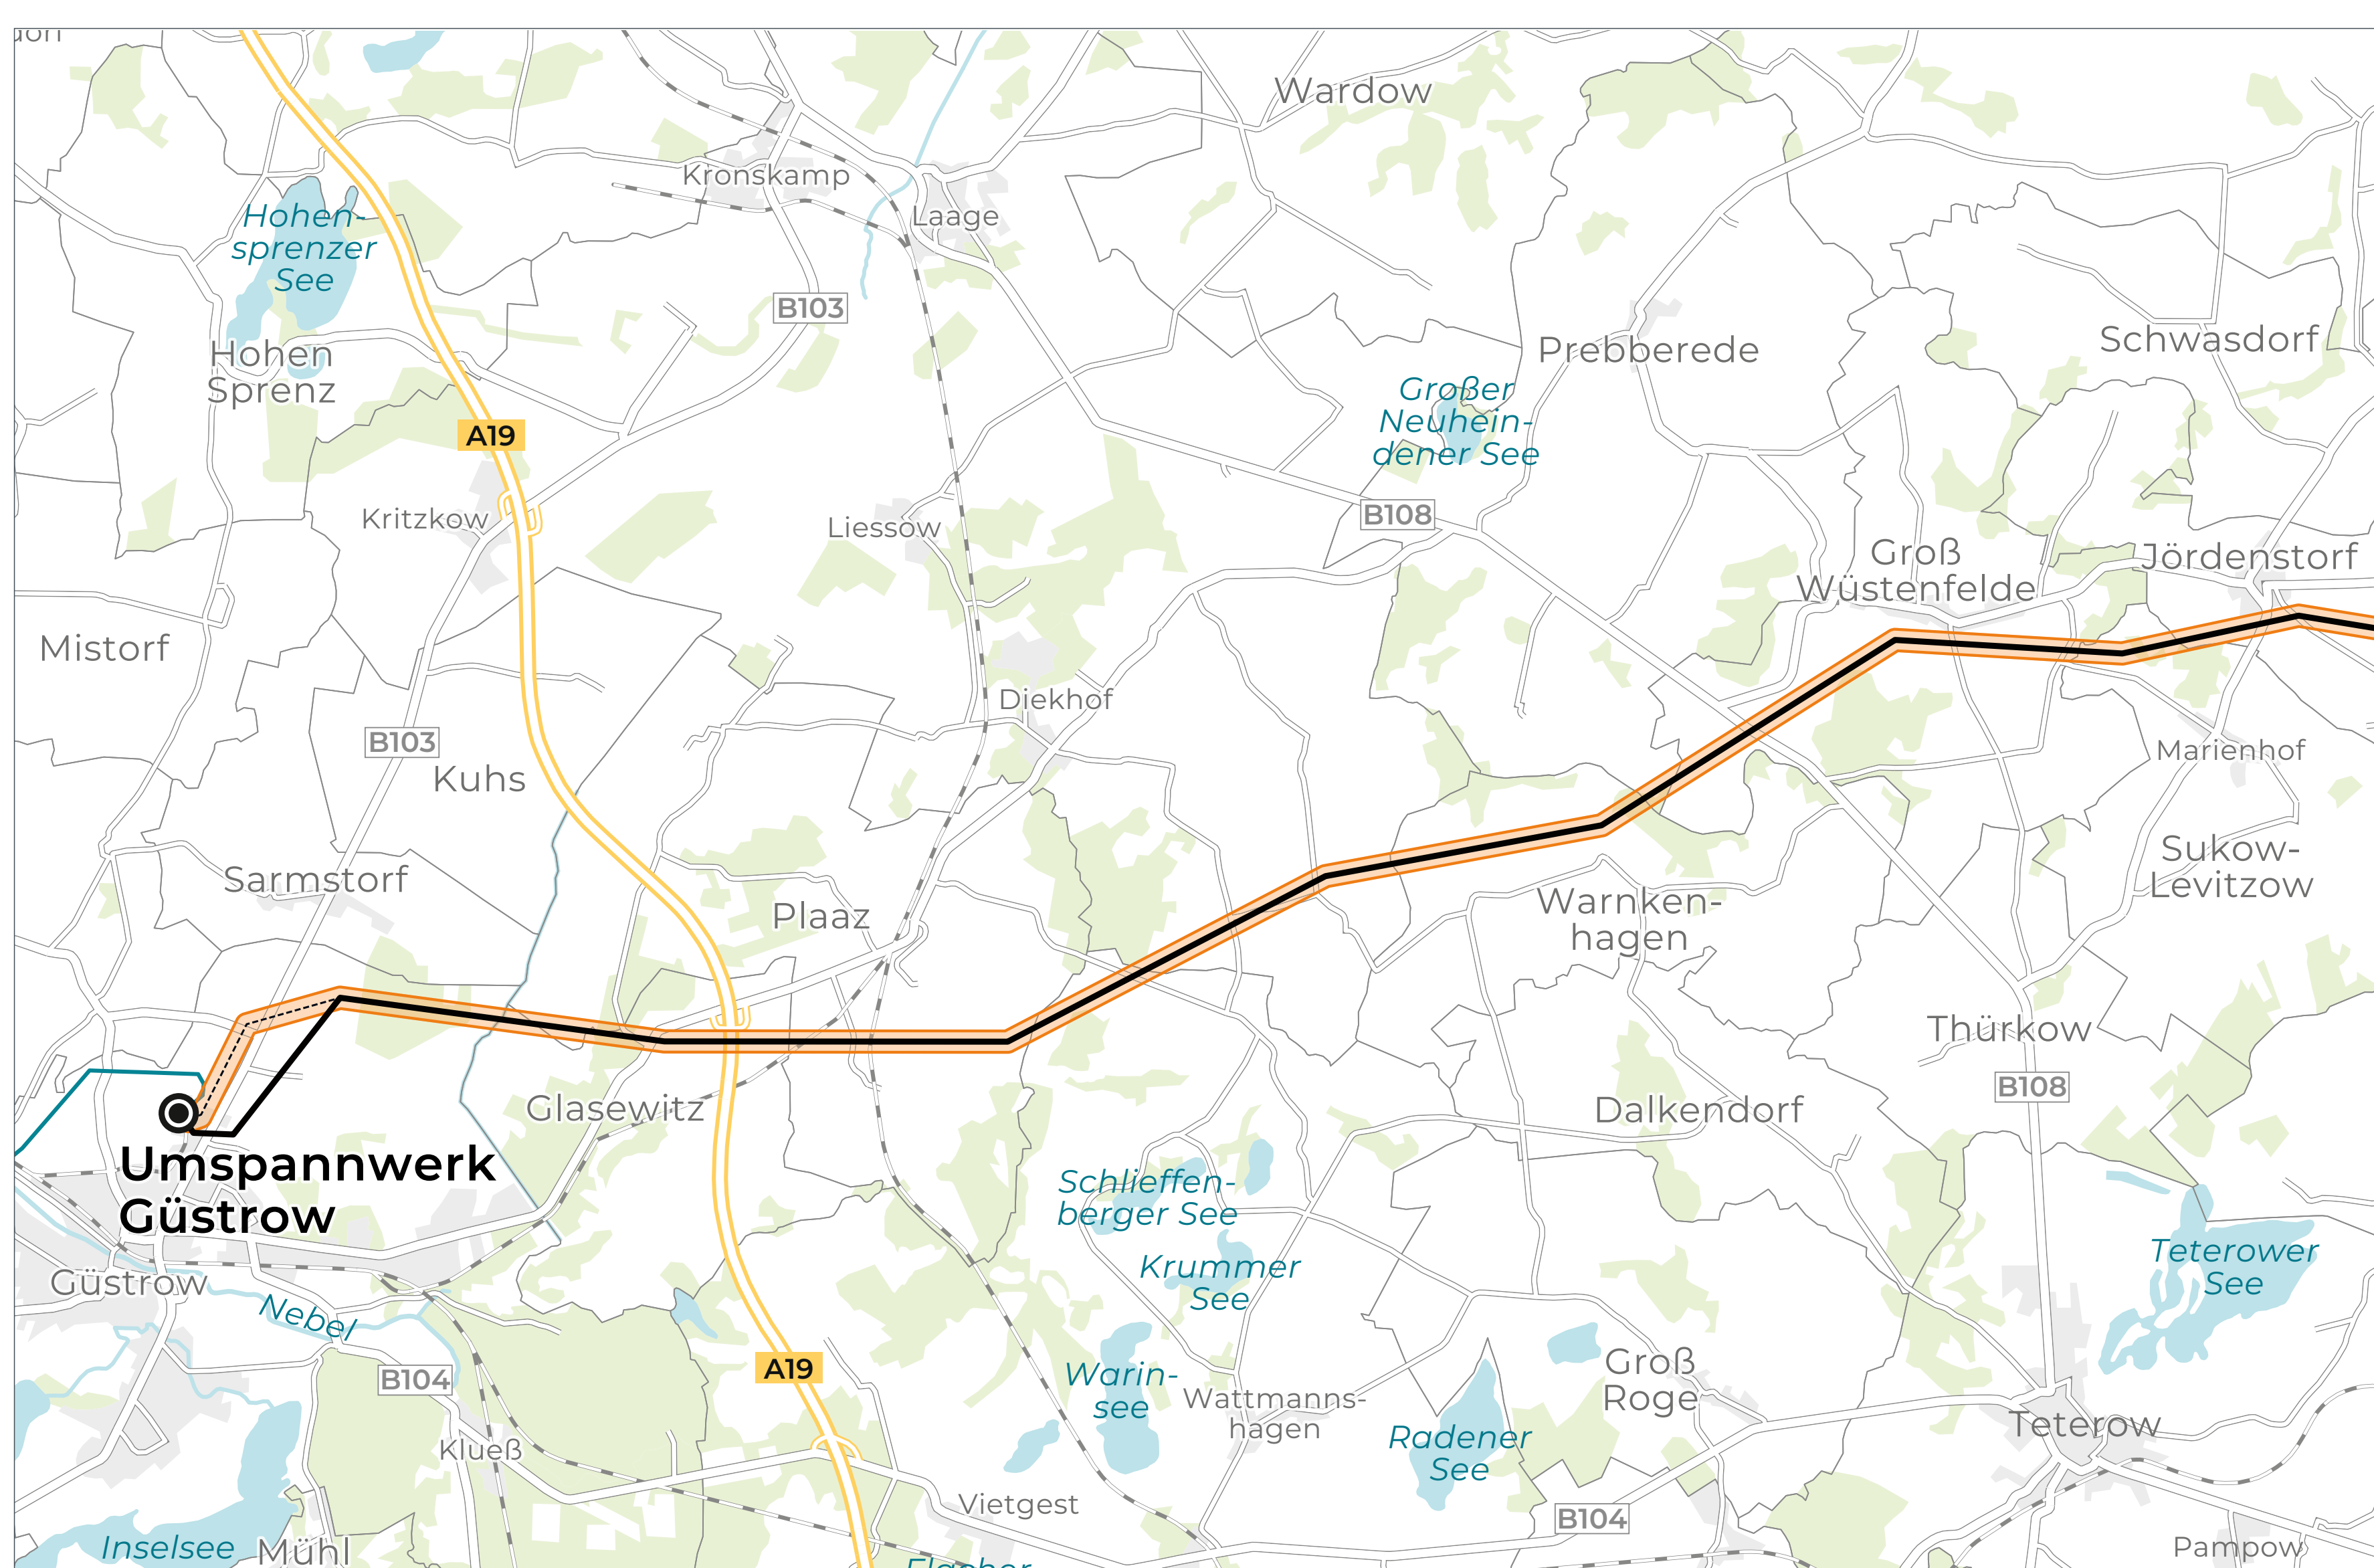 Wardow
Kronskamp
Laage
Hohen-
sprenzer
See
B103
Hohen
Sprenz
Prebberede
Schwasdorf
Großer
Neuhein-
dener See
A19
Kritzkow
Liessow
B108
Groß
Wüstenfelde
Jördenstorf
Mistorf
Diekhof
B103
Kuhs
Marienhof
Sarmstorf
Plaaz
Warnken-
hagen
Sukow-
Levitzow
Thürkow
B108
Glasewitz
Dalkendorf
Umspannwerk
Güstrow
Schlieffen-
berger See
Krummer
See
Teterower
See
Güstrow
Nebel
B104
A19
Warin-
see
Wattmanns-
hagen
Groß
Roge
Radener
See
Teterow
Klueß
Vietgest
B104
Inselsee
Mühl
Pampow